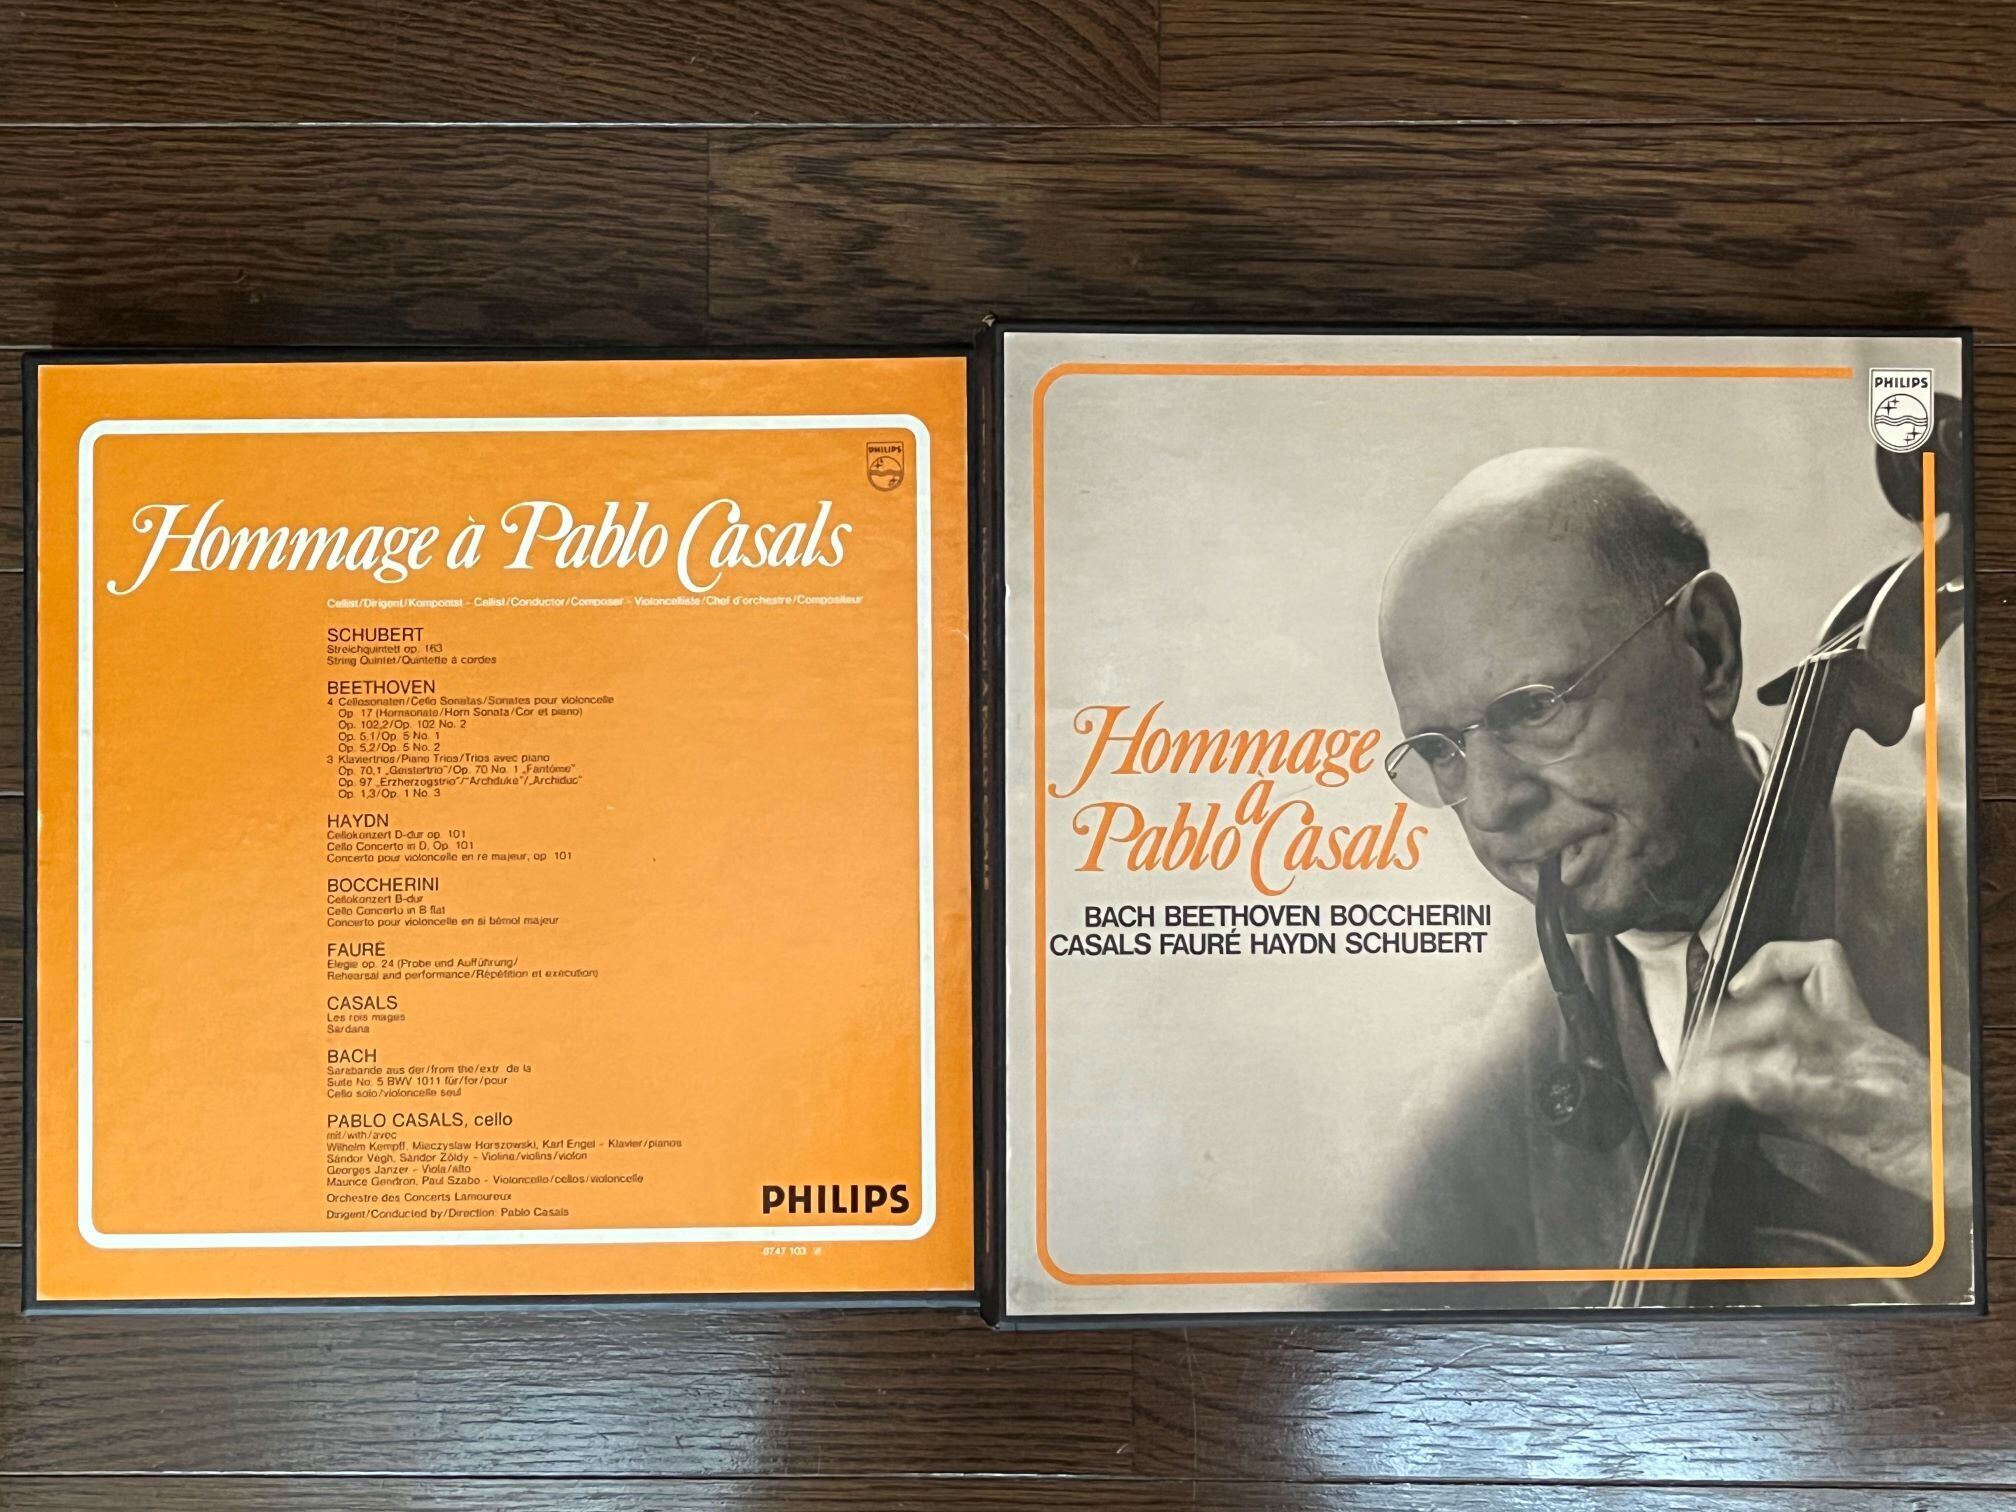 PHILIPS
Hommage à Pablo Casals
Cellist/Dirigent/Komponist - Cellist/Conductor/Composer - Violoncelliste/Chef d'orchestre/Compositeur
SCHUBERT
Streichquintett op. 163
String Quintet/Quintette à cordes
BEETHOVEN
4 Cellosonaten/Cello Sonatas/Sonates pour violoncelle
Op. 17 (Hornsonate/Horn Sonata/Cor et piano)
Op. 102,2/Op. 102 No. 2
Op. 5,1/Op. 5 No. 1
Op. 5,2/Op. 5 No. 2
3 Klaviertrios/Piano Trios/Trios avec piano
Op. 70,1 „Geistertrio"/Op. 70 No. 1 „Fantôme"
Op. 97 „Erzherzogstrio"/"Archduke"/„Archiduc"
Op. 1,3/Op. 1 No. 3
HAYDN
Cellokonzert D-dur op. 101
Cello Concerto in D, Op. 101
Concerto pour violoncelle en ré majeur, op. 101
BOCCHERINI
Cellokonzert B-dur
Cello Concerto in B flat
Concerto pour violoncelle en si bémol majeur
FAURÉ
Elegie op. 24 (Probe und Aufführung/
Rehearsal and performance/Répétition et exécution)
CASALS
Les rois mages
Sardana
BACH
Sarabande aus der/from the/extr. de la
Suite No. 5 BWV 1011 für/for/pour
Cello solo/violoncelle seul
PABLO CASALS, cello
mit/with/avec
Wilhelm Kempff, Mieczyslaw Horszowski, Karl Engel - Klavier/pianos
Sándor Végh, Sándor Zöldy - Violine/violins/violon
Georges Janzer - Viola/alto
Maurice Gendron, Paul Szabo - Violoncello/cellos/violoncelle
Orchestre des Concerts Lamoureux
Dirigent/Conducted by/Direction: Pablo Casals
PHILIPS
6747 103
PHILIPS
Hommage
à
Pablo Casals
BACH BEETHOVEN BOCCHERINI
CASALS FAURÉ HAYDN SCHUBERT